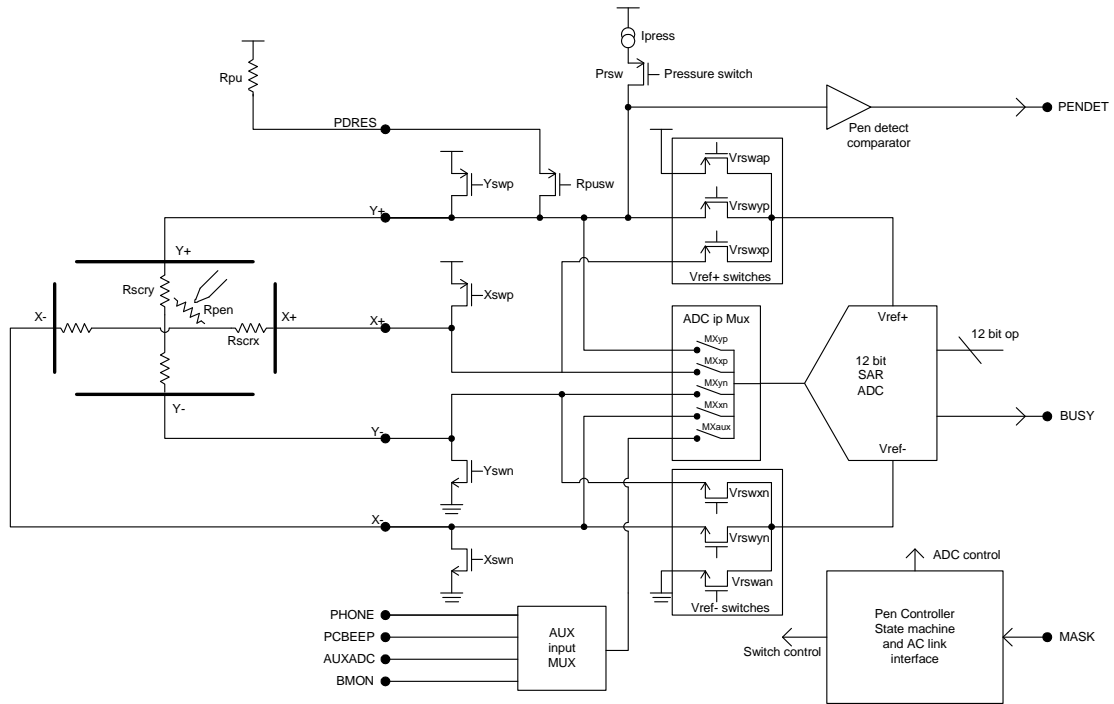 Ipress
Rpu
Prsw
Pressure switch
PDRES
PENDET
Pen detect
comparator
Yswp
Rpusw
Vrswap
Y+
Vrswyp
Vrswxp
Vref+ switches
Y+
Rscry
Rpen
X-
X+
Rscrx
Y-
X+
Xswp
ADC ip Mux
MXyp
MXxp
MXyn
MXxn
MXaux
Vref+
12 bit op
12 bit
SAR
ADC
BUSY
Vref-
Y-
Yswn
Vrswxn
X-
Vrswyn
Xswn
Vrswan
Vref- switches
ADC control
PHONE
PCBEEP
AUXADC
BMON
AUX
input
MUX
Switch control
Pen Controller
State machine
and AC link
interface
MASK